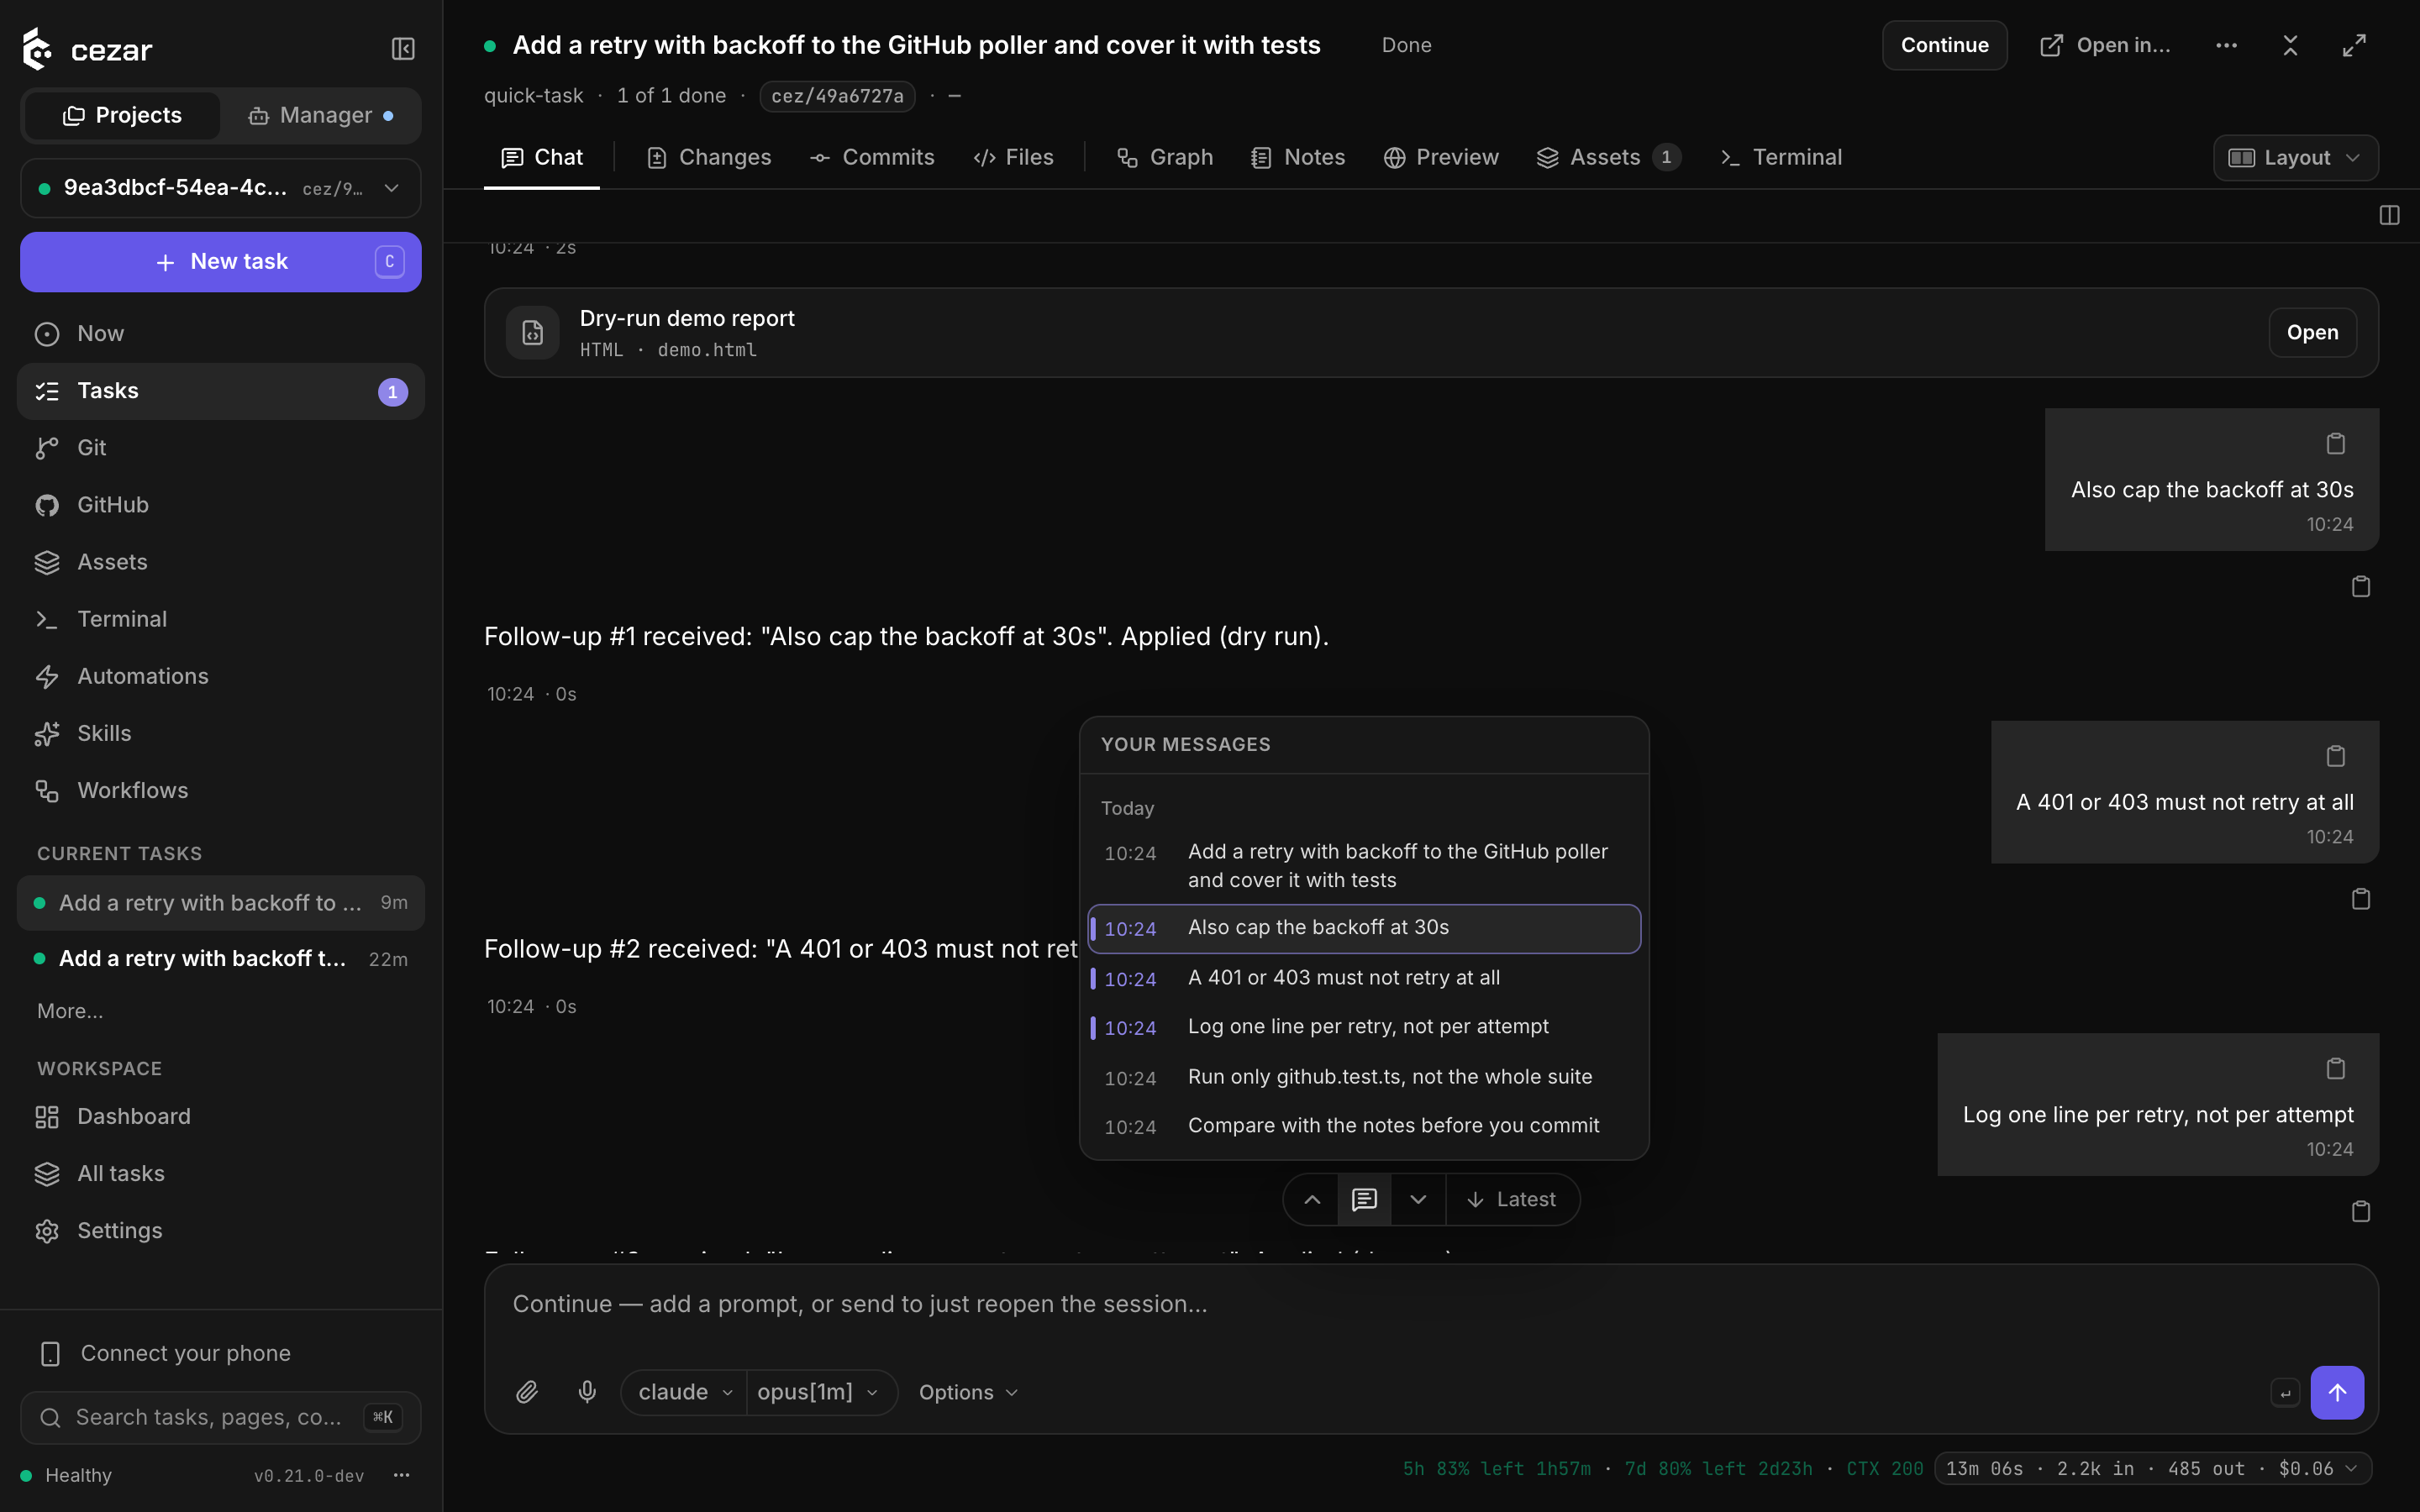 cezar
Projects
Manager
9ea3dbcf-54ea-4c... cez/9...
New task C
Now
Tasks 1
Git
GitHub
Assets
Terminal
Automations
Skills
Workflows
CURRENT TASKS
Add a retry with backoff to ... 9m
Add a retry with backoff t... 22m
More...
WORKSPACE
Dashboard
All tasks
Settings
Connect your phone
Search tasks, pages, co... ⌘K
Healthy v0.21.0-dev
Add a retry with backoff to the GitHub poller and cover it with tests Done
Continue Open in...
quick-task · 1 of 1 done · cez/49a6727a · –
Chat Changes Commits Files Graph Notes Preview Assets 1 Terminal
Layout
10:24 · 2s
Dry-run demo report
HTML · demo.html
Open
Also cap the backoff at 30s
10:24
Follow-up #1 received: "Also cap the backoff at 30s". Applied (dry run).
10:24 · 0s
A 401 or 403 must not retry at all
10:24
Follow-up #2 received: "A 401 or 403 must not ret
10:24 · 0s
Log one line per retry, not per attempt
10:24
YOUR MESSAGES
Today
10:24 Add a retry with backoff to the GitHub poller
and cover it with tests
10:24 Also cap the backoff at 30s
10:24 A 401 or 403 must not retry at all
10:24 Log one line per retry, not per attempt
10:24 Run only github.test.ts, not the whole suite
10:24 Compare with the notes before you commit
Latest
Continue — add a prompt, or send to just reopen the session...
claude opus[1m] Options
5h 83% left 1h57m · 7d 80% left 2d23h · CTX 200 13m 06s · 2.2k in · 485 out · $0.06